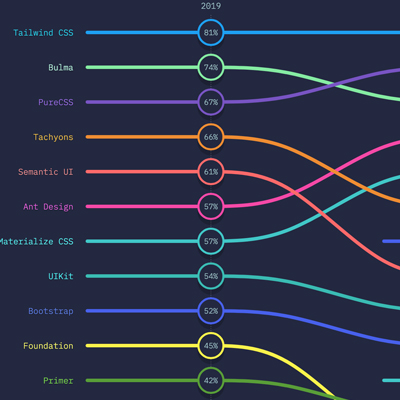 2019
Tailwind CSS 81%
Bulma 74%
PureCSS 67%
Tachyons 66%
Semantic UI 61%
Ant Design 57%
Materialize CSS 57%
UIKit 54%
Bootstrap 52%
Foundation 45%
Primer 42%